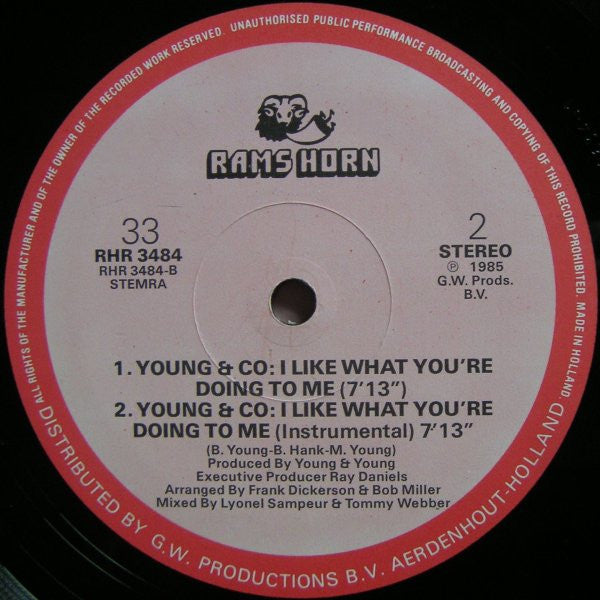 ALL RIGHTS OF THE MANUFACTURER AND OF THE OWNER OF THE RECORDED WORK RESERVED. UNAUTHORISED PUBLIC PERFORMANCE BROADCASTING AND COPYING OF THIS RECORD PROHIBITED. MADE IN HOLLAND
RAMS HORN
33
RHR 3484
RHR 3484-B
STEMRA
2
STEREO
℗ 1985
G.W. Prods.
B.V.
1. YOUNG & CO: I LIKE WHAT YOU'RE
DOING TO ME (7'13")
2. YOUNG & CO: I LIKE WHAT YOU'RE
DOING TO ME (Instrumental) 7'13"
(B. Young-B. Hank-M. Young)
Produced By Young & Young
Executive Producer Ray Daniels
Arranged By Frank Dickerson & Bob Miller
Mixed By Lyonel Sampeur & Tommy Webber
DISTRIBUTED BY G.W. PRODUCTIONS B.V. AERDENHOUT-HOLLAND